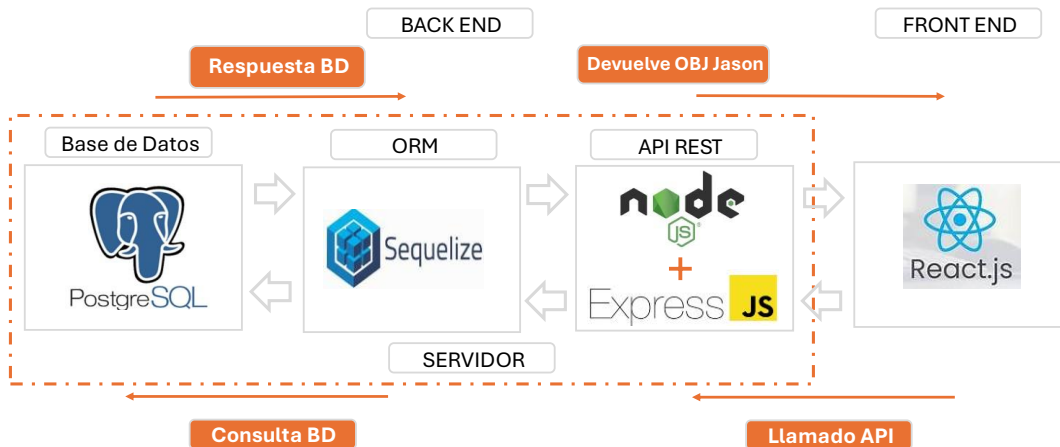 BACK END
FRONT END
Respuesta BD
Devuelve OBJ Jason
Base de Datos
ORM
API REST
PostgreSQL
Sequelize
node
JS
+
Express JS
React.js
SERVIDOR
Consulta BD
Llamado API